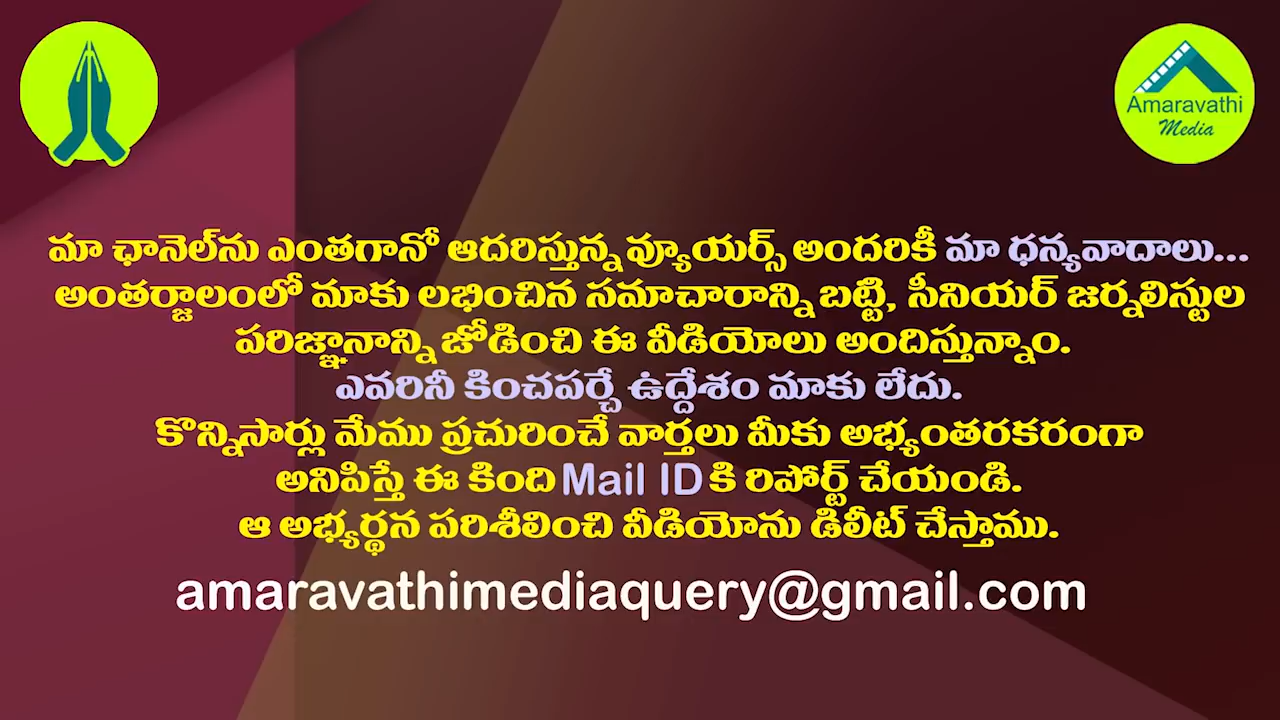 Amaravathi
Media
మా ఛానెల్‌ను ఎంతగానో ఆదరిస్తున్న వ్యూయర్స్ అందరికీ మా ధన్యవాదాలు...
అంతర్జాలంలో మాకు లభించిన సమాచారాన్ని బట్టి, సీనియర్ జర్నలిస్టుల
పరిజ్ఞానాన్ని జోడించి ఈ వీడియోలు అందిస్తున్నాం.
ఎవరినీ కించపర్చే ఉద్దేశం మాకు లేదు.
కొన్నిసార్లు మేము ప్రచురించే వార్తలు మీకు అభ్యంతరకరంగా
అనిపిస్తే ఈ కింది Mail ID కి రిపోర్ట్ చేయండి.
ఆ అభ్యర్థన పరిశీలించి వీడియోను డిలీట్ చేస్తాము.
amaravathimediaquery@gmail.com